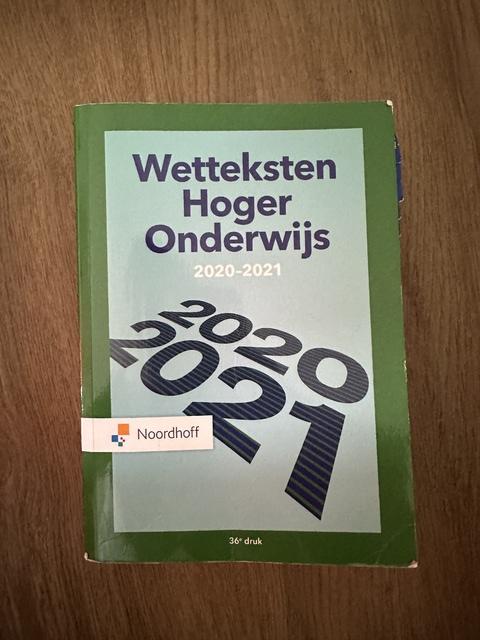 Wetteksten
Hoger
Onderwijs
2020-2021
2020
2021
Noordhoff
36e druk